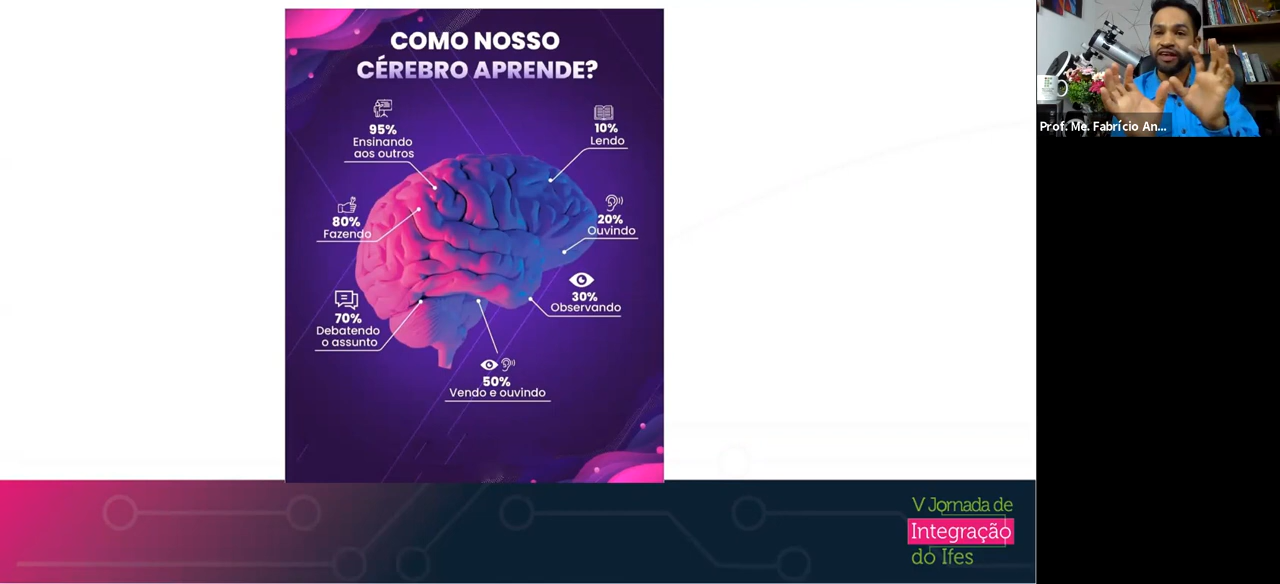 COMO NOSSO
CÉREBRO APRENDE?
95%
Ensinando
aos outros
10%
Lendo
80%
Fazendo
20%
Ouvindo
30%
Observando
70%
Debatendo
o assunto
50%
Vendo e ouvindo
V Jornada de
Integração
do Ifes
Prof. Me. Fabrício An...